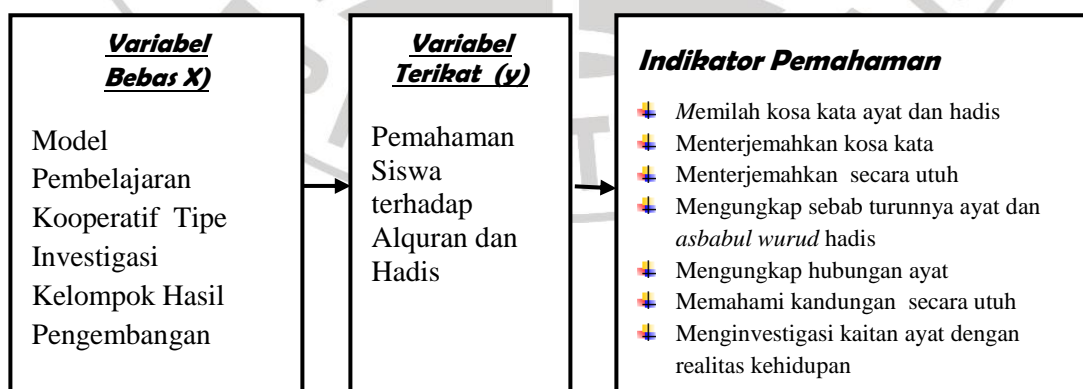 Variabel
Bebas X)
Model
Pembelajaran
Kooperatif Tipe
Investigasi
Kelompok Hasil
Pengembangan
Variabel
Terikat (y)
Pemahaman
Siswa
terhadap
Alquran dan
Hadis
Indikator Pemahaman
Memilah kosa kata ayat dan hadis
Menterjemahkan kosa kata
Menterjemahkan secara utuh
Mengungkap sebab turunnya ayat dan
asbabul wurud hadis
Mengungkap hubungan ayat
Memahami kandungan secara utuh
Menginvestigasi kaitan ayat dengan
realitas kehidupan